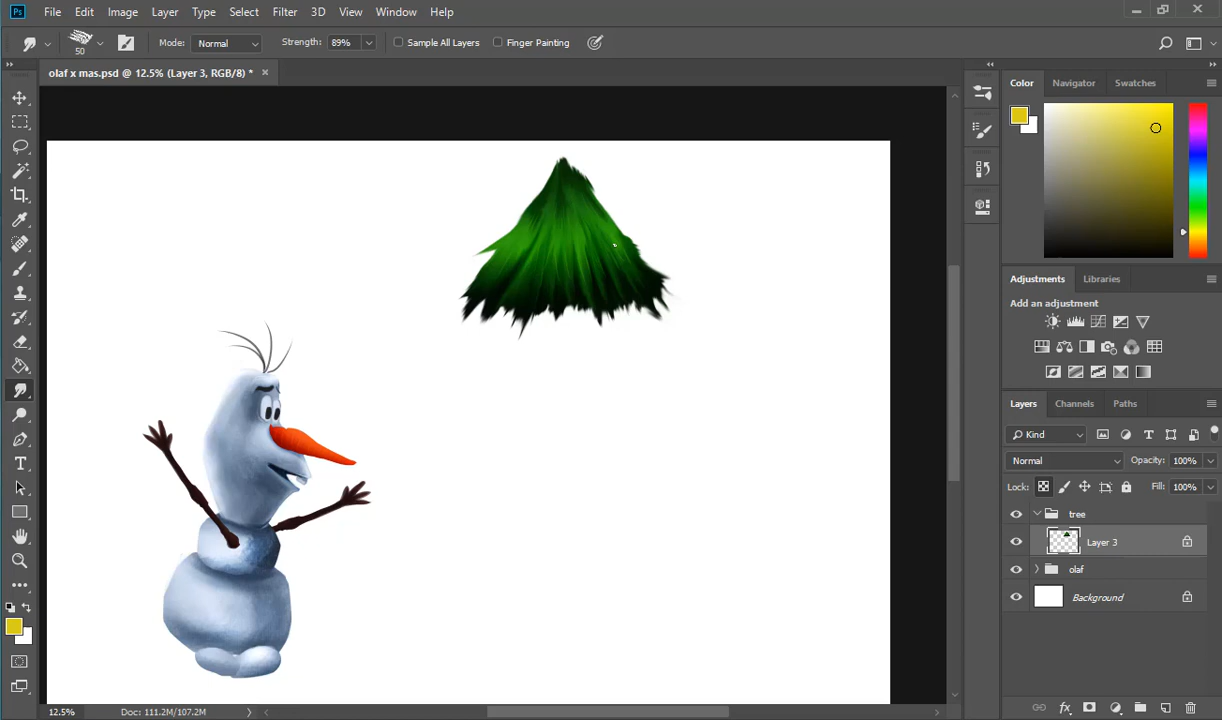 Ps File Edit Image Layer Type Select Filter 3D View Window Help
50 Mode: Normal Strength: 89% Sample All Layers Finger Painting
olaf x mas.psd @ 12.5% (Layer 3, RGB/8) * ×
Color Navigator Swatches
Adjustments Libraries
Add an adjustment
Layers Channels Paths
Kind
Normal Opacity: 100%
Lock: Fill: 100%
tree
Layer 3
olaf
Background
12.5% Doc: 111.2M/107.2M